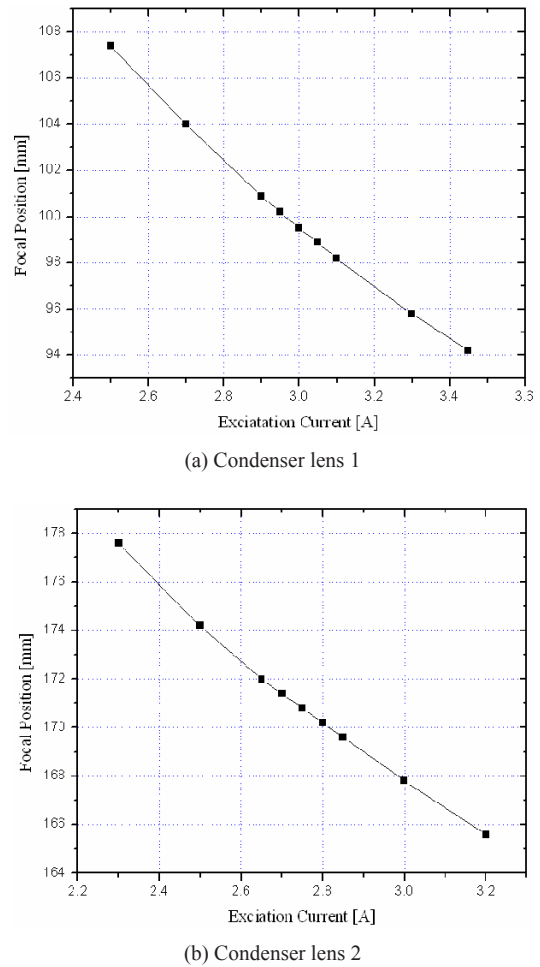 108
106
104
102
100
98
96
94
Focal Position [mm]
2.4 2.6 2.8 3.0 3.2 3.4 3.6
Exciatation Current [A]
(a) Condenser lens 1
178
176
174
172
170
168
166
164
Focal Position [mm]
2.2 2.4 2.6 2.8 3.0 3.2
Exciation Current [A]
(b) Condenser lens 2